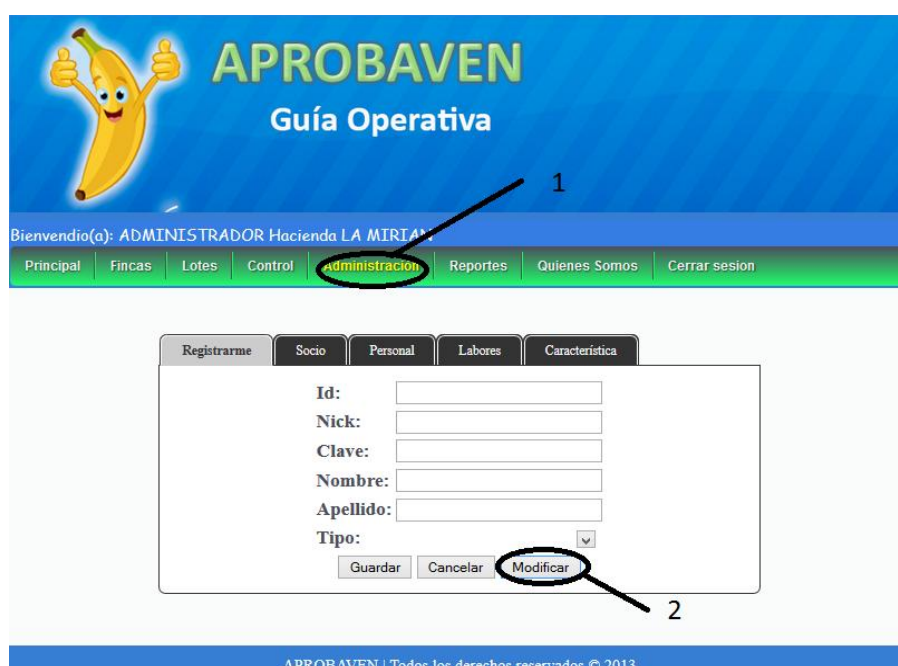 APROBAVEN
Guía Operativa
1
Bienvendio(a): ADMINISTRADOR Hacienda LA MIRIAN
Principal Fincas Lotes Control Administración Reportes Quienes Somos Cerrar sesion
Registrarme Socio Personal Labores Característica
Id:
Nick:
Clave:
Nombre:
Apellido:
Tipo:
Guardar Cancelar Modificar
2
APROBAVEN | Todos los derechos reservados © 2013